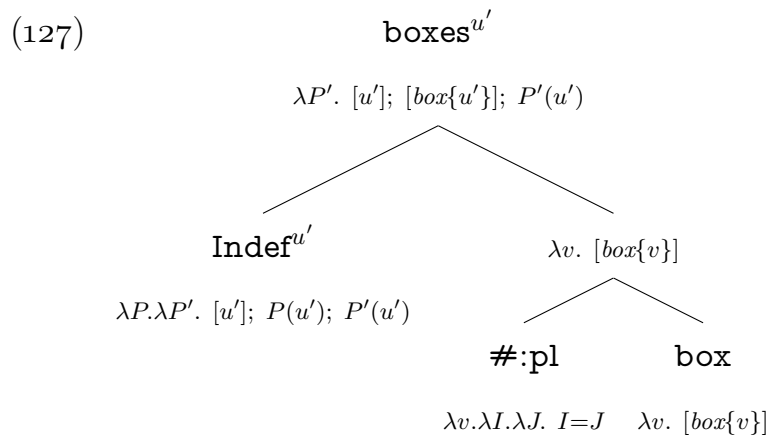 (127) boxes^{u'}
λP'. [u']; [box{u'}]; P'(u')
Indef^{u'} λv. [box{v}]
λP.λP'. [u']; P(u'); P'(u')
#:pl box
λv.λI.λJ. I=J λv. [box{v}]